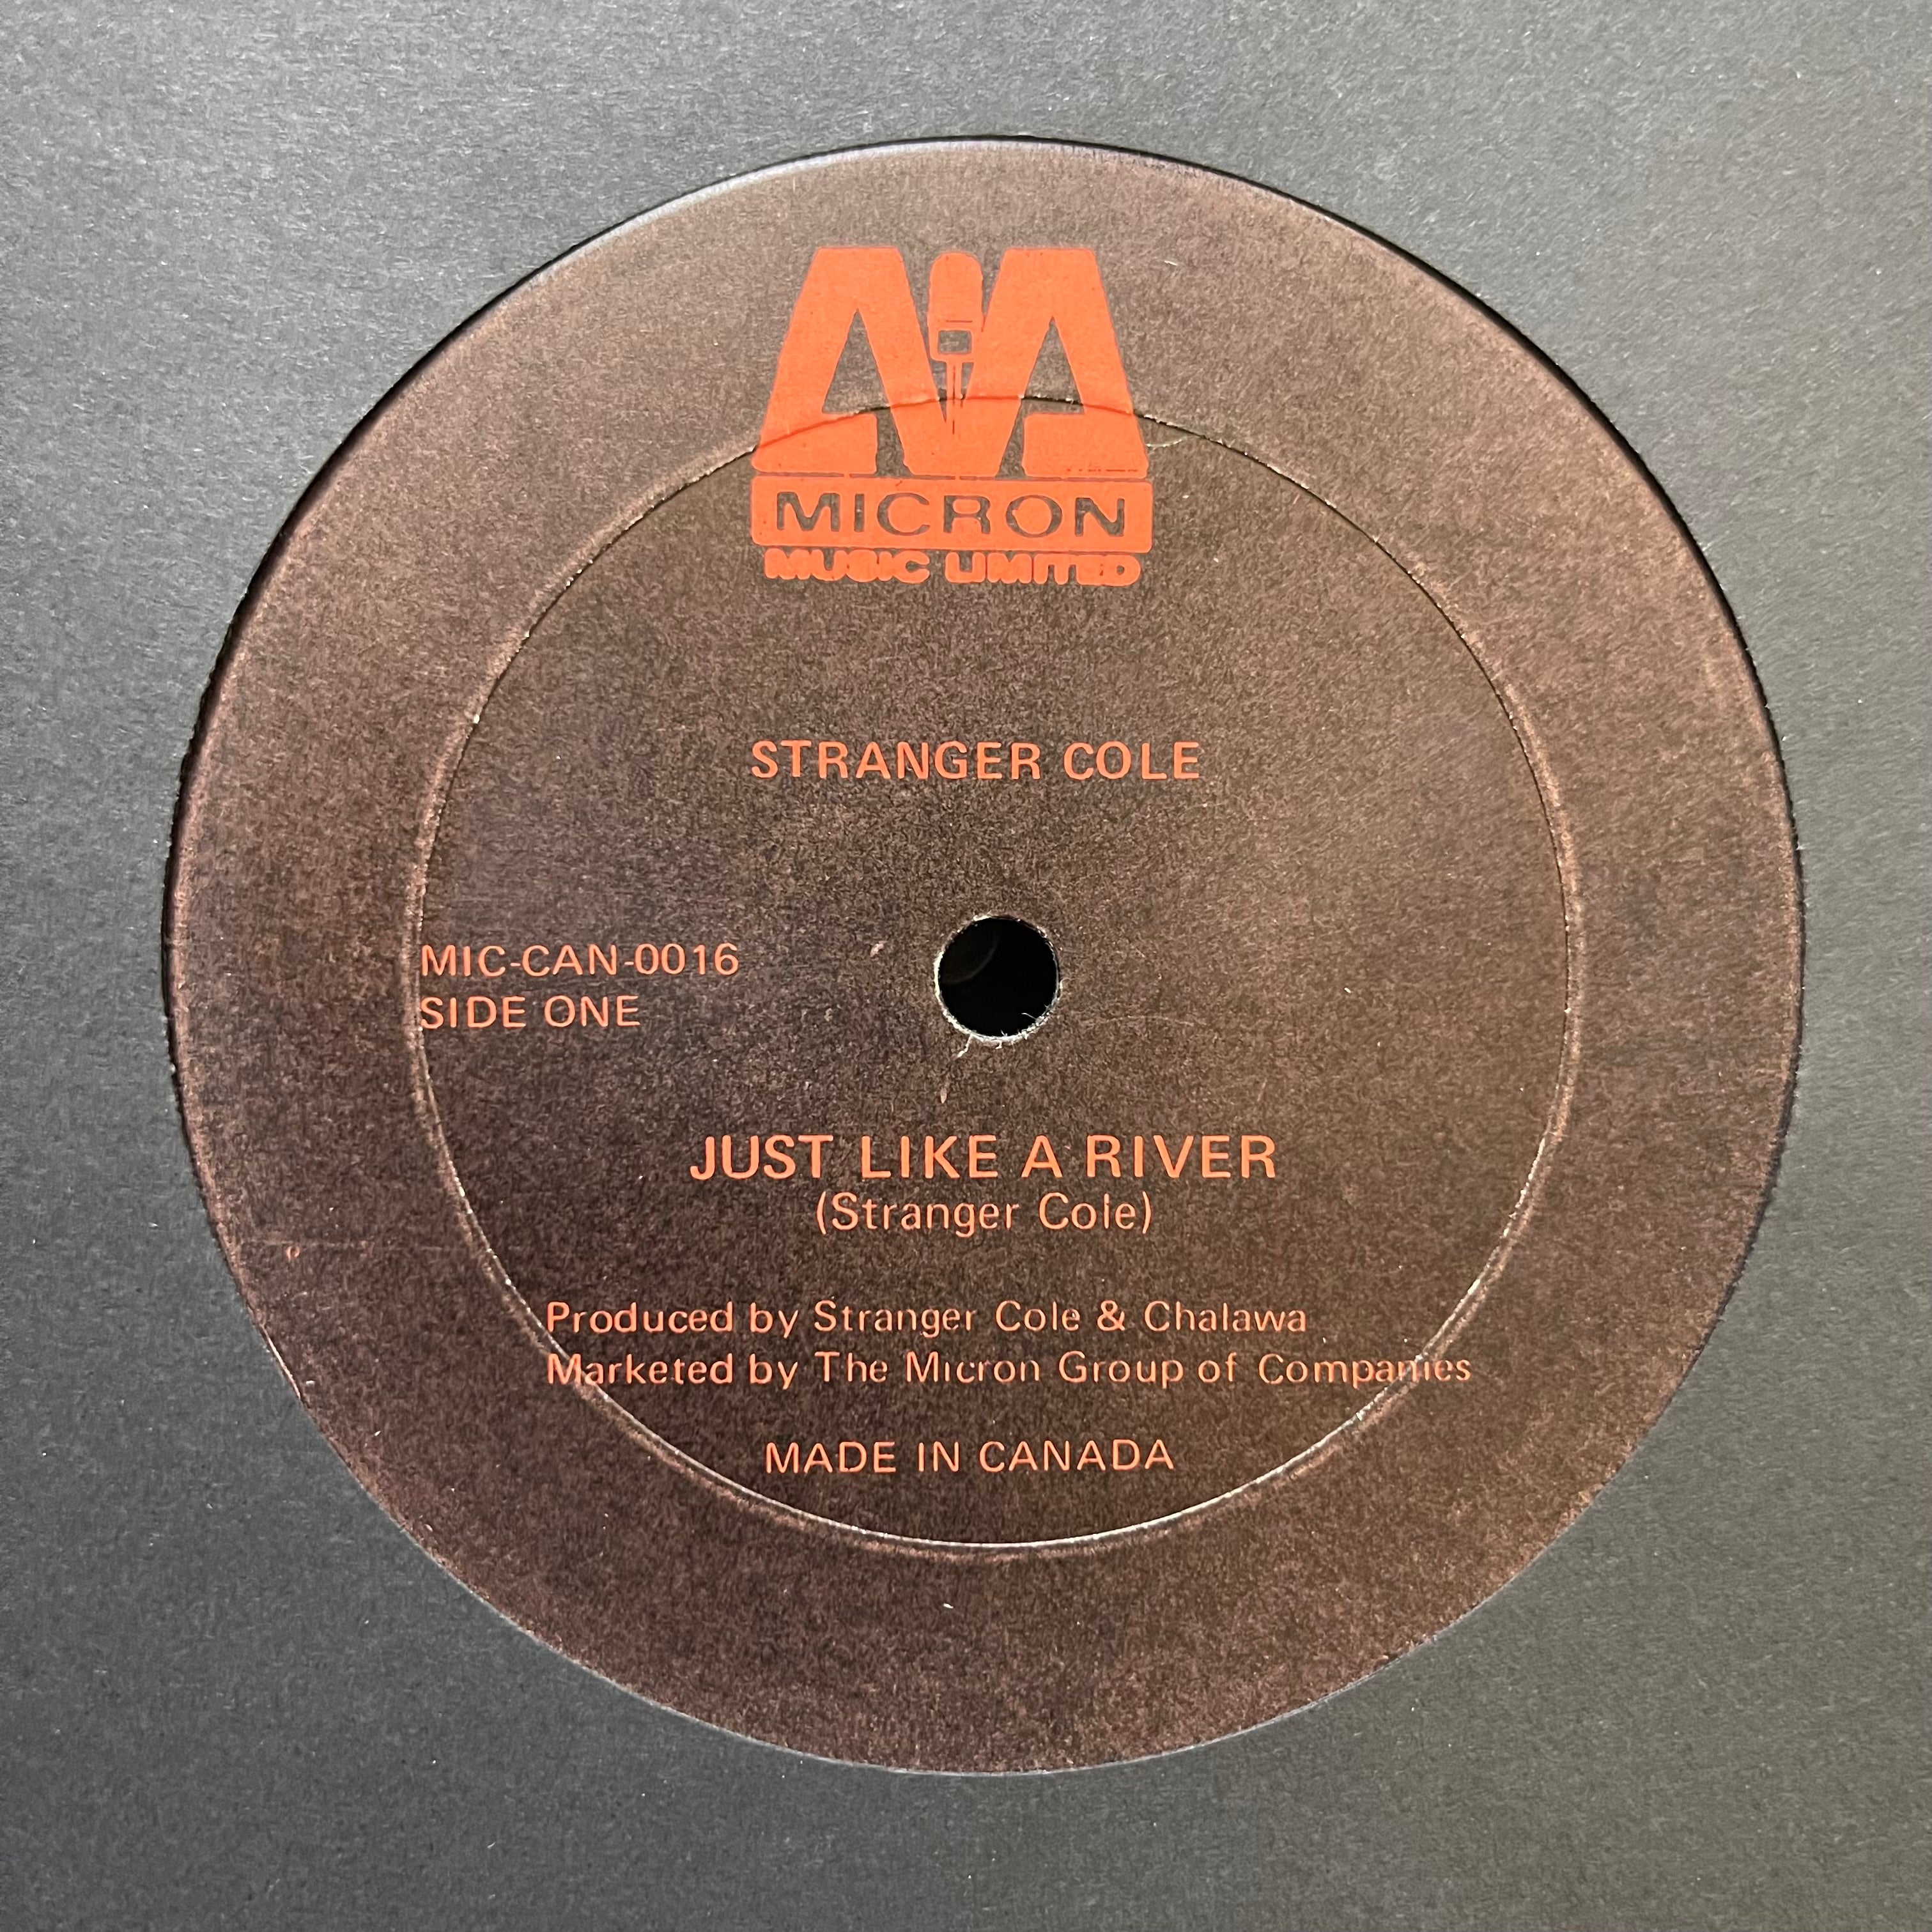 MICRON
MUSIC LIMITED
STRANGER COLE
MIC-CAN-0016
SIDE ONE
JUST LIKE A RIVER
(Stranger Cole)
Produced by Stranger Cole & Chalawa
Marketed by The Micron Group of Companies
MADE IN CANADA